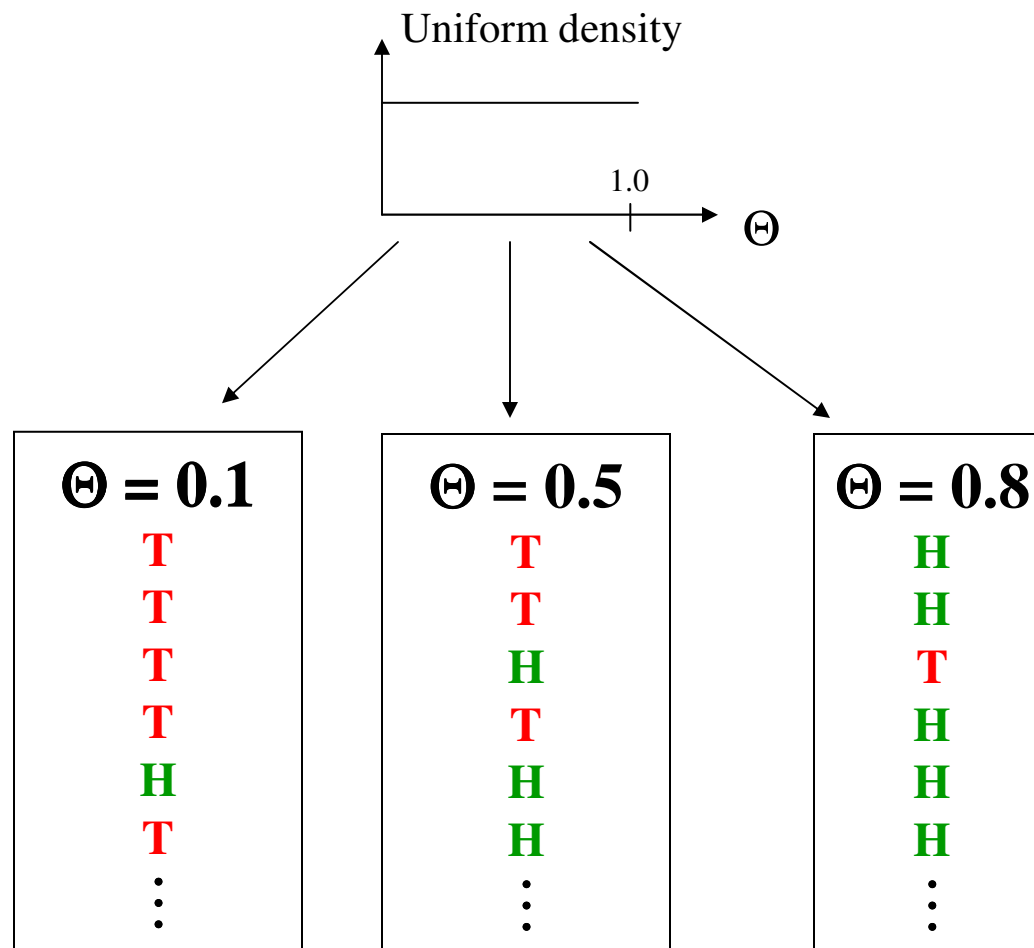 Uniform density
1.0
Θ
Θ = 0.1
T
T
T
T
H
T
⋮
Θ = 0.5
T
T
H
T
H
H
⋮
Θ = 0.8
H
H
T
H
H
H
⋮